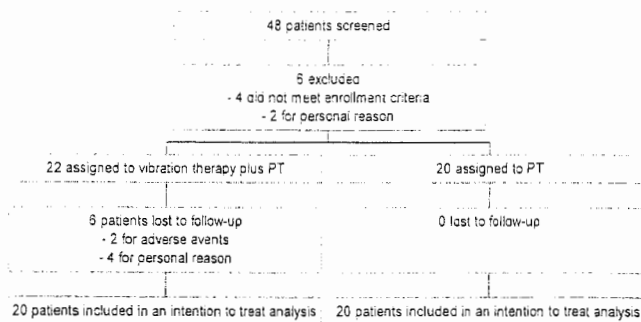 48 patients screened
6 excluded
- 4 did not meet enrollment criteria
- 2 for personal reason
22 assigned to vibration therapy plus PT
20 assigned to PT
6 patients lost to follow-up
- 2 for adverse events
- 4 for personal reason
0 lost to follow-up
20 patients included in an intention to treat analysis
20 patients included in an intention to treat analysis